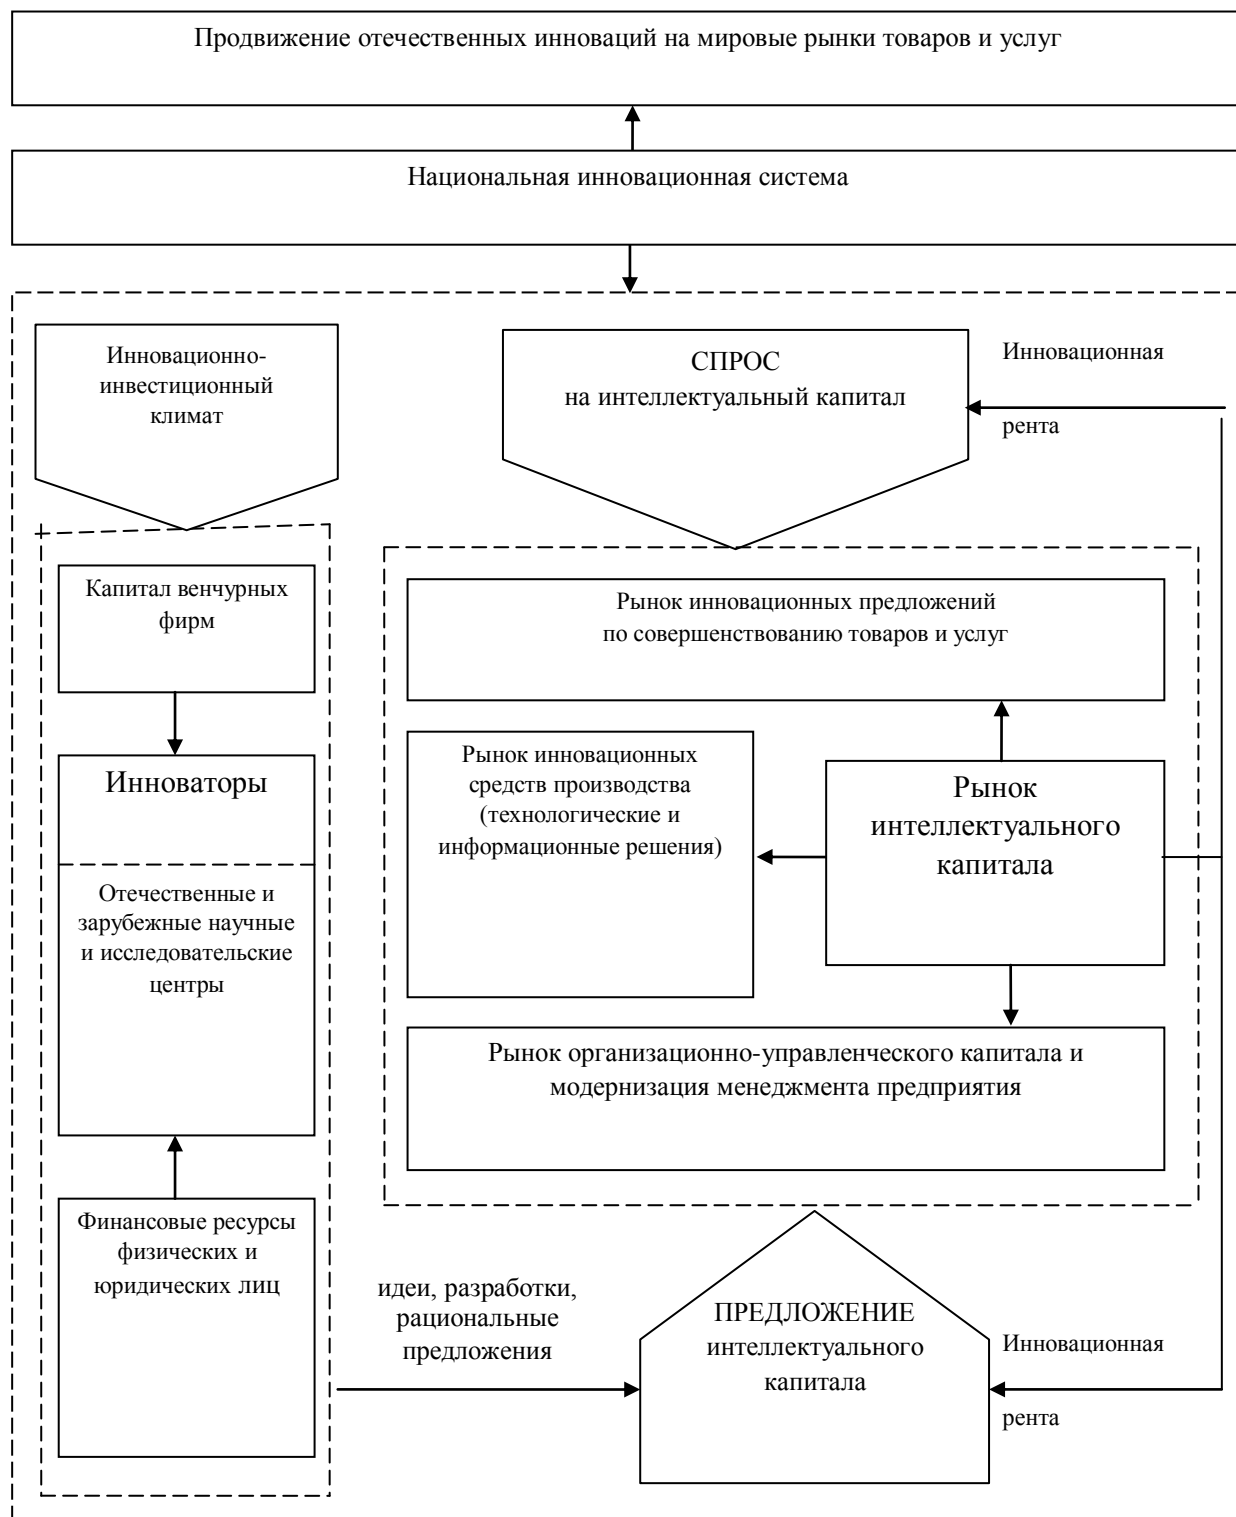 Продвижение отечественных инноваций на мировые рынки товаров и услуг
Национальная инновационная система
Инновационно-
инвестиционный
климат
СПРОС
на интеллектуальный капитал
Инновационная
рента
Капитал венчурных
фирм
Инноваторы
Отечественные и
зарубежные научные
и исследовательские
центры
Финансовые ресурсы
физических и
юридических лиц
Рынок инновационных предложений
по совершенствованию товаров и услуг
Рынок инновационных
средств производства
(технологические и
информационные решения)
Рынок
интеллектуального
капитала
Рынок организационно-управленческого капитала и
модернизация менеджмента предприятия
идеи, разработки,
рациональные
предложения
ПРЕДЛОЖЕНИЕ
интеллектуального
капитала
Инновационная
рента